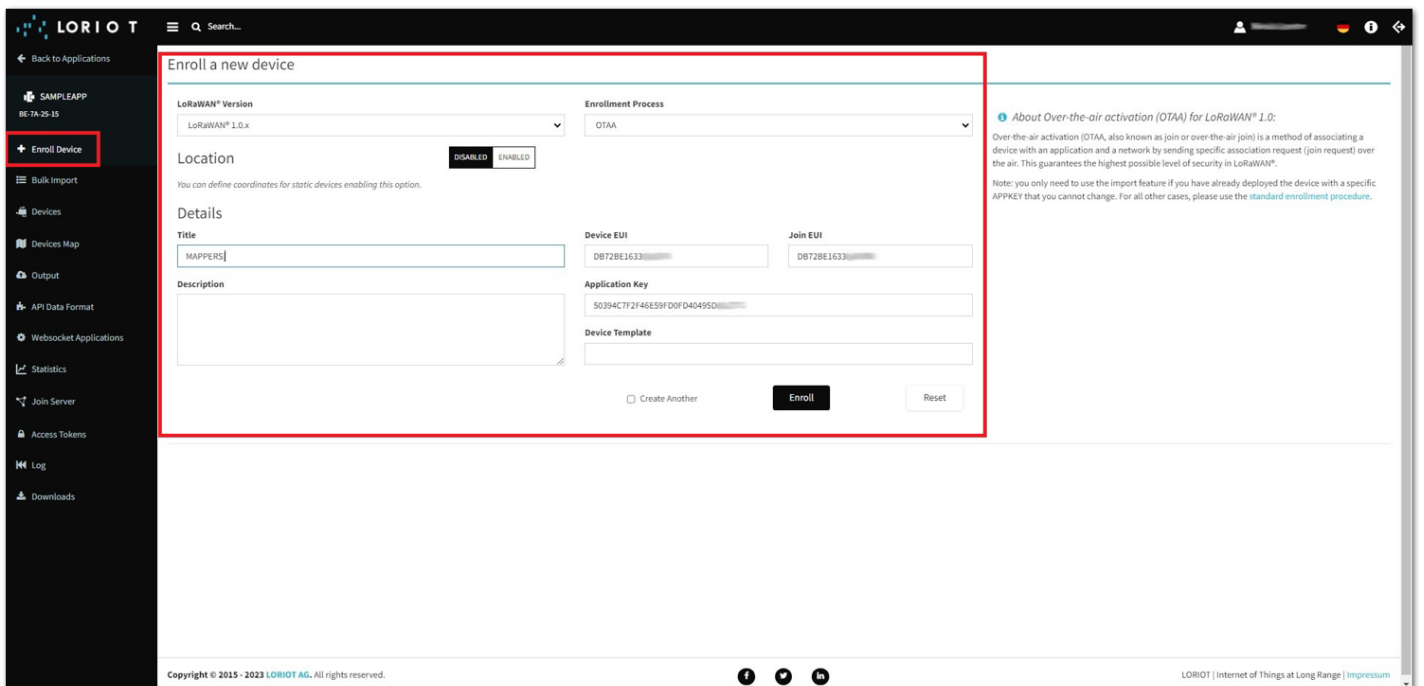 LORIOT
Search...
Back to Applications
SAMPLEAPP
BE-7A-25-15
Enroll Device
Bulk Import
Devices
Devices Map
Output
API Data Format
Websocket Applications
Statistics
Join Server
Access Tokens
Log
Downloads
Enroll a new device
LoRaWAN® Version
LoRaWAN® 1.0.x
Enrollment Process
OTAA
Location
DISABLED ENABLED
You can define coordinates for static devices enabling this option.
Details
Title
MAPPERS
Description
Device EUI
DB72BE1633
Join EUI
DB72BE1633
Application Key
50394C7F2F46E59FD0FD40495D
Device Template
Create Another
Enroll
Reset
About Over-the-air activation (OTAA) for LoRaWAN® 1.0:
Over-the-air activation (OTAA, also known as join or over-the-air join) is a method of associating a
device with an application and a network by sending specific association request (join request) over
the air. This guarantees the highest possible level of security in LoRaWAN®.
Note: you only need to use the import feature if you have already deployed the device with a specific
APPKEY that you cannot change. For all other cases, please use the standard enrollment procedure.
Copyright © 2015 - 2023 LORIOT AG. All rights reserved.
LORIOT | Internet of Things at Long Range | Impressum